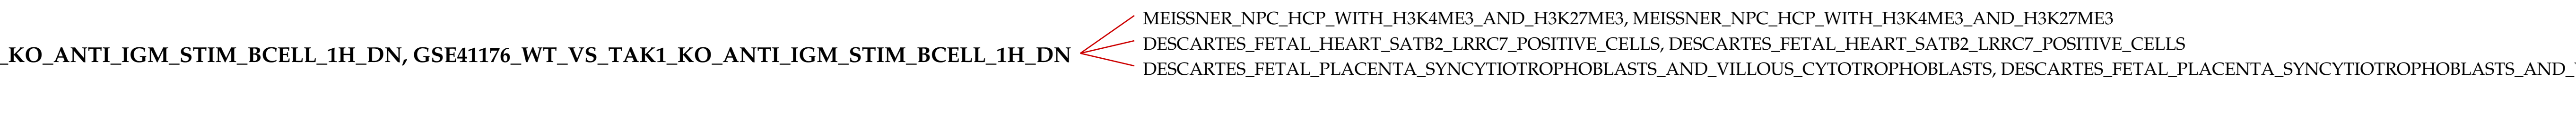 _KO_ANTI_IGM_STIM_BCELL_1H_DN, GSE41176_WT_VS_TAK1_KO_ANTI_IGM_STIM_BCELL_1H_DN
MEISSNER_NPC_HCP_WITH_H3K4ME3_AND_H3K27ME3, MEISSNER_NPC_HCP_WITH_H3K4ME3_AND_H3K27ME3
DESCARTES_FETAL_HEART_SATB2_LRRC7_POSITIVE_CELLS, DESCARTES_FETAL_HEART_SATB2_LRRC7_POSITIVE_CELLS
DESCARTES_FETAL_PLACENTA_SYNCYTIOTROPHOBLASTS_AND_VILLOUS_CYTOTROPHOBLASTS, DESCARTES_FETAL_PLACENTA_SYNCYTIOTROPHOBLASTS_AND_